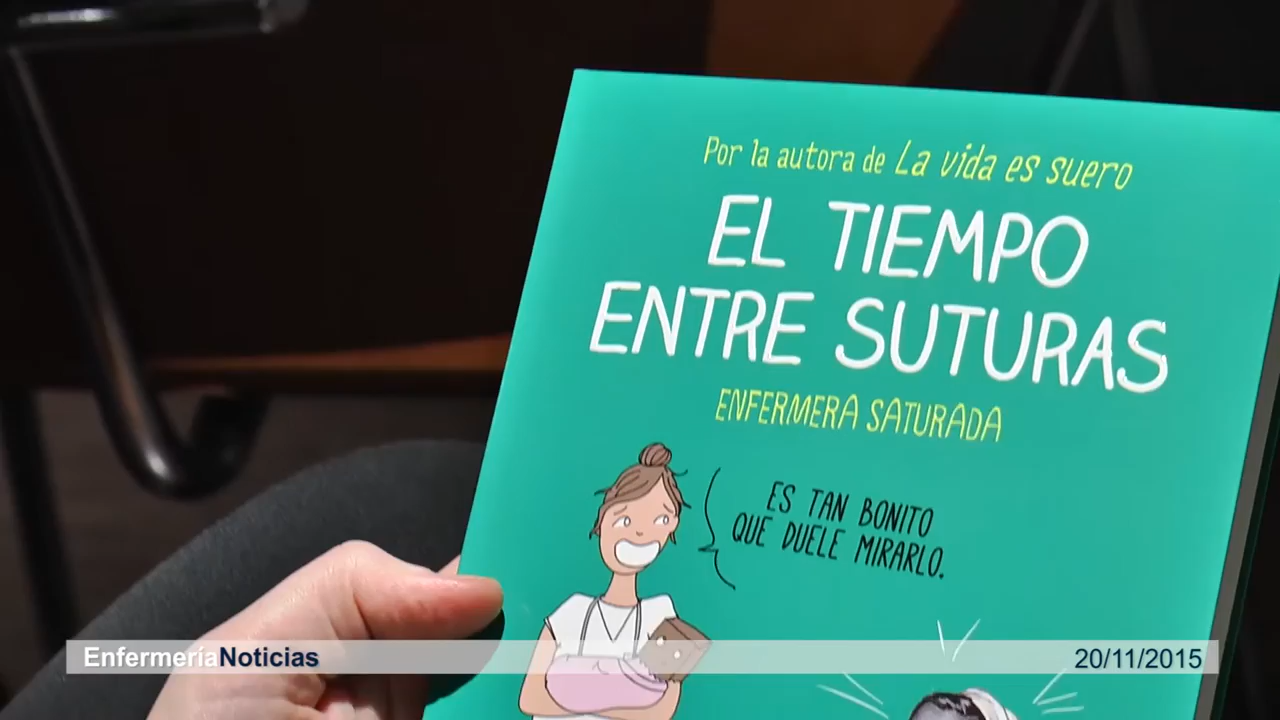 Por la autora de La vida es suero
EL TIEMPO
ENTRE SUTURAS
ENFERMERA SATURADA
ES TAN BONITO
QUE DUELE MIRARLO.
EnfermeríaNoticias
20/11/2015